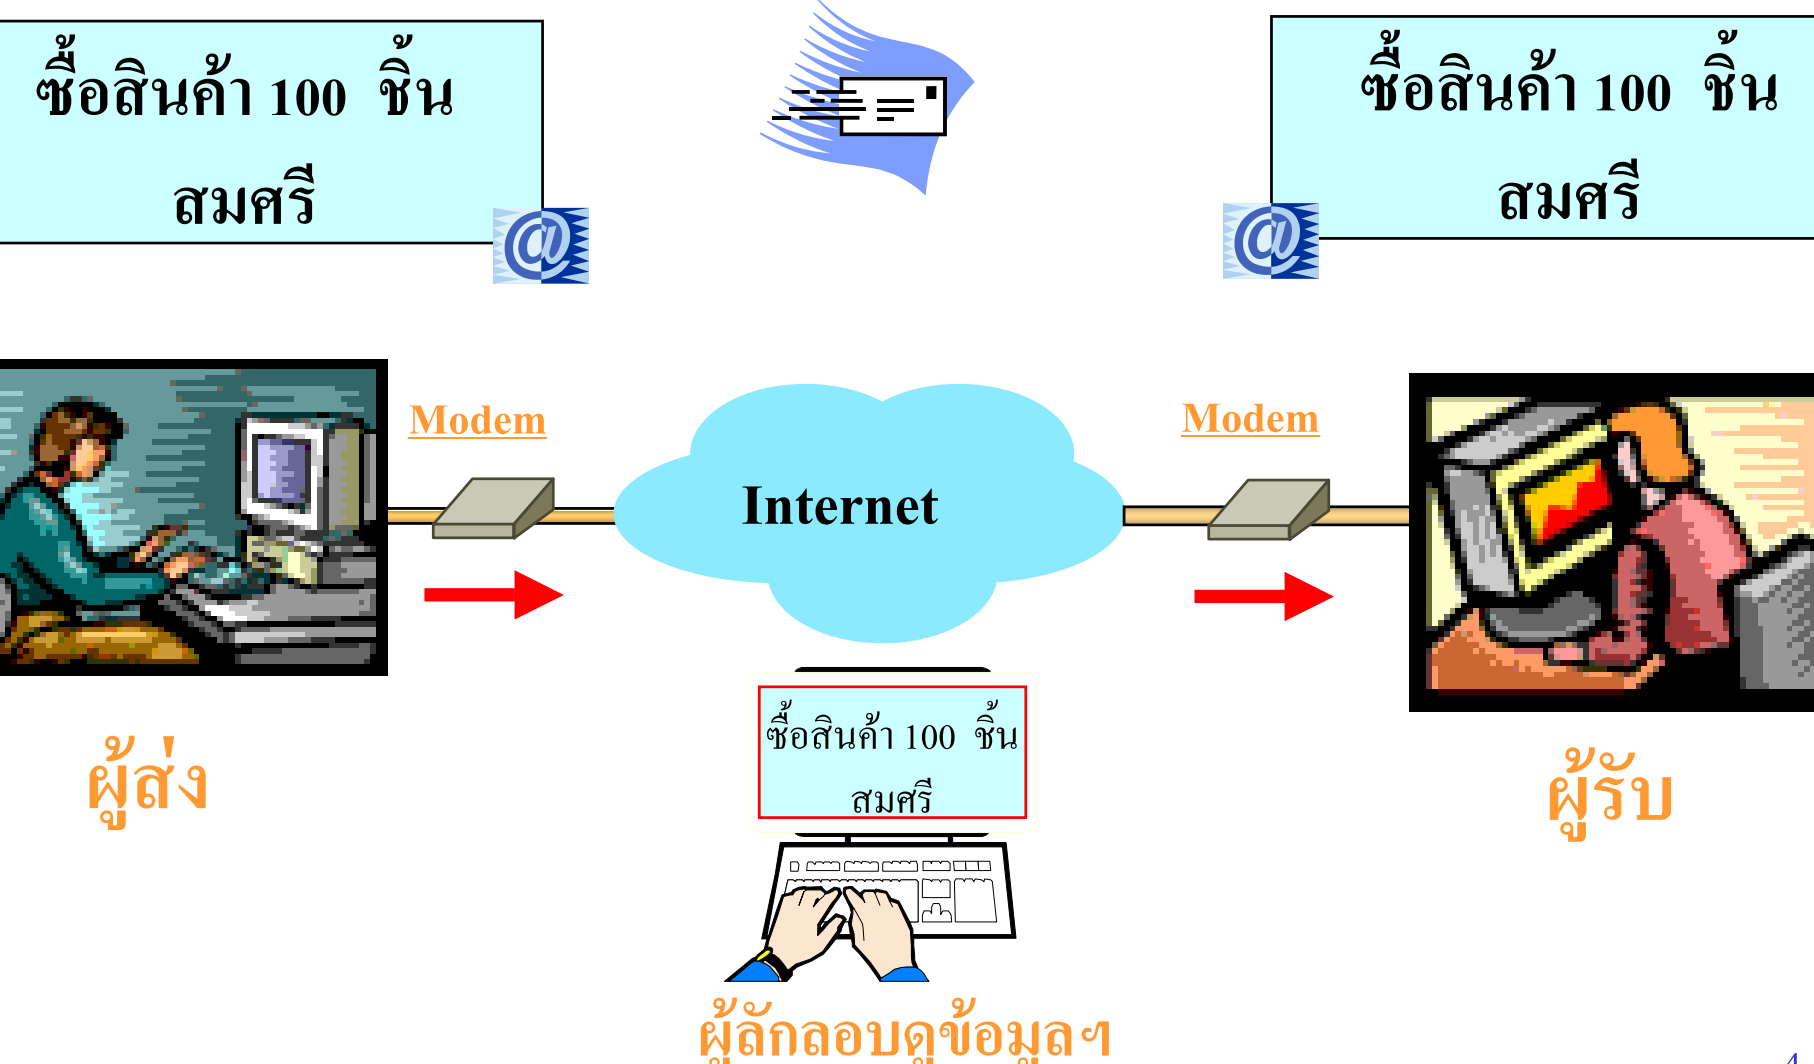 ซื้อสินค้า 100 ชิ้น
สมศรี
@
ซื้อสินค้า 100 ชิ้น
สมศรี
@
Modem
Internet
Modem
ซื้อสินค้า 100 ชิ้น
สมศรี
ผู้ส่ง
ผู้รับ
ผู้ลักลอบดูข้อมูลฯ
4